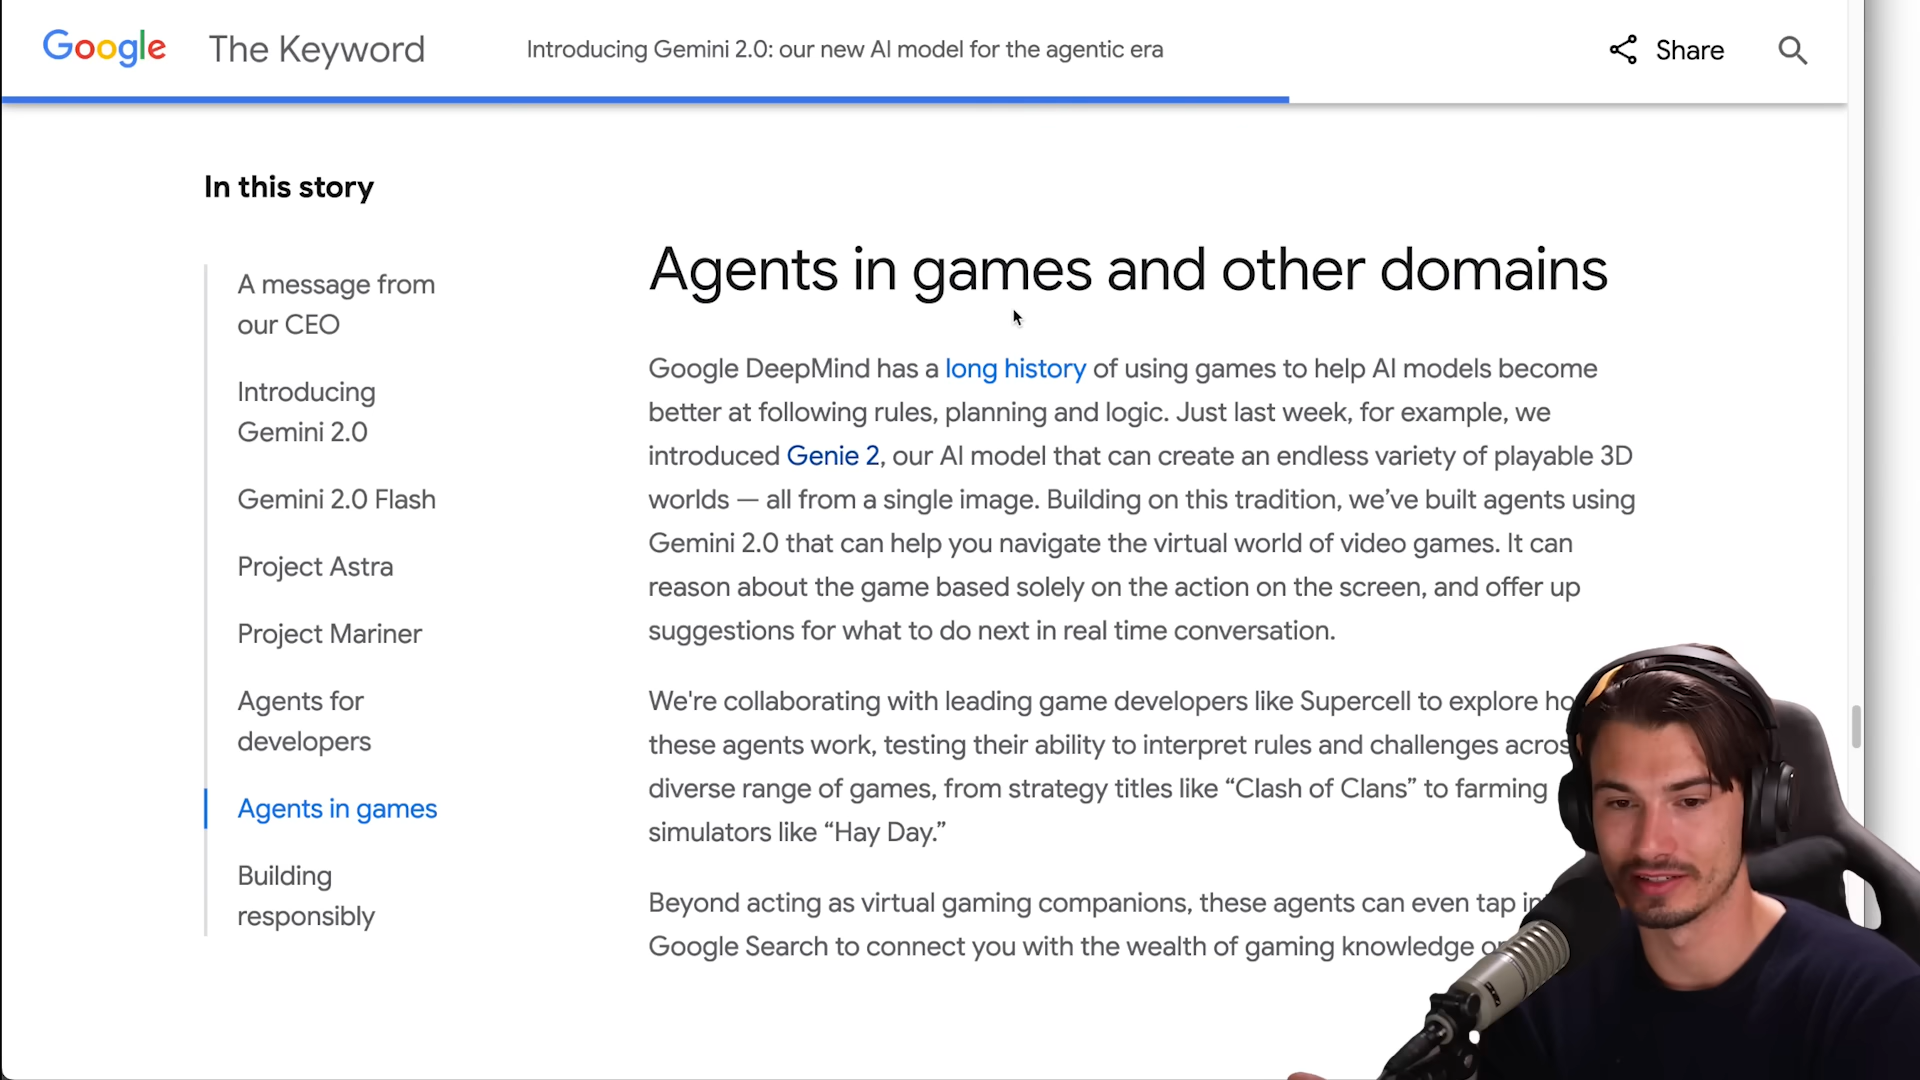 Google The Keyword Introducing Gemini 2.0: our new AI model for the agentic era Share
In this story
A message from
our CEO
Introducing
Gemini 2.0
Gemini 2.0 Flash
Project Astra
Project Mariner
Agents for
developers
Agents in games
Building
responsibly
Agents in games and other domains
Google DeepMind has a long history of using games to help AI models become
better at following rules, planning and logic. Just last week, for example, we
introduced Genie 2, our AI model that can create an endless variety of playable 3D
worlds — all from a single image. Building on this tradition, we’ve built agents using
Gemini 2.0 that can help you navigate the virtual world of video games. It can
reason about the game based solely on the action on the screen, and offer up
suggestions for what to do next in real time conversation.
We're collaborating with leading game developers like Supercell to explore
these agents work, testing their ability to interpret rules and challenges
diverse range of games, from strategy titles like “Clash of Clans” to farming
simulators like “Hay Day.”
Beyond acting as virtual gaming companions, these agents can even tap
Google Search to connect you with the wealth of gaming knowledge